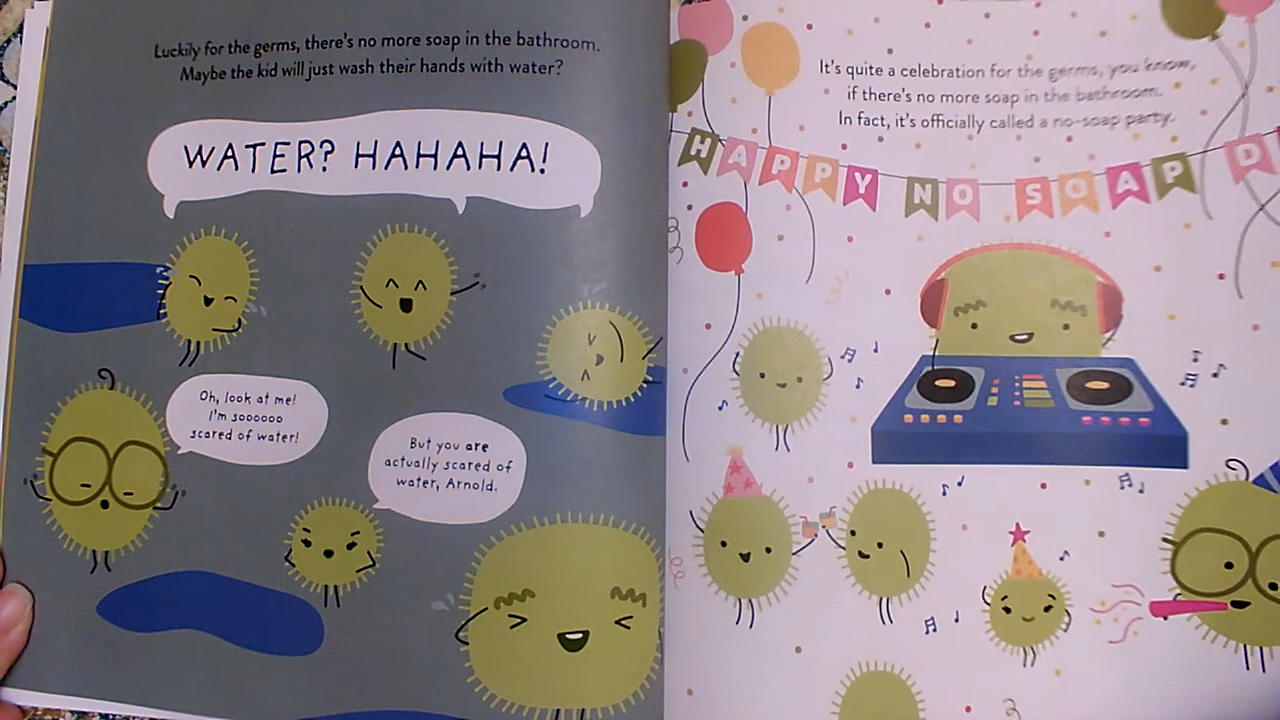 Luckily for the germs, there's no more soap in the bathroom.
Maybe the kid will just wash their hands with water?
WATER? HAHAHA!
Oh, look at me!
I'm soooooo
scared of water!
But you are
actually scared of
water, Arnold.
It's quite a celebration for the germs, you know,
if there's no more soap in the bathroom.
In fact, it's officially called a no-soap party.
HAPPY NO SOAP D